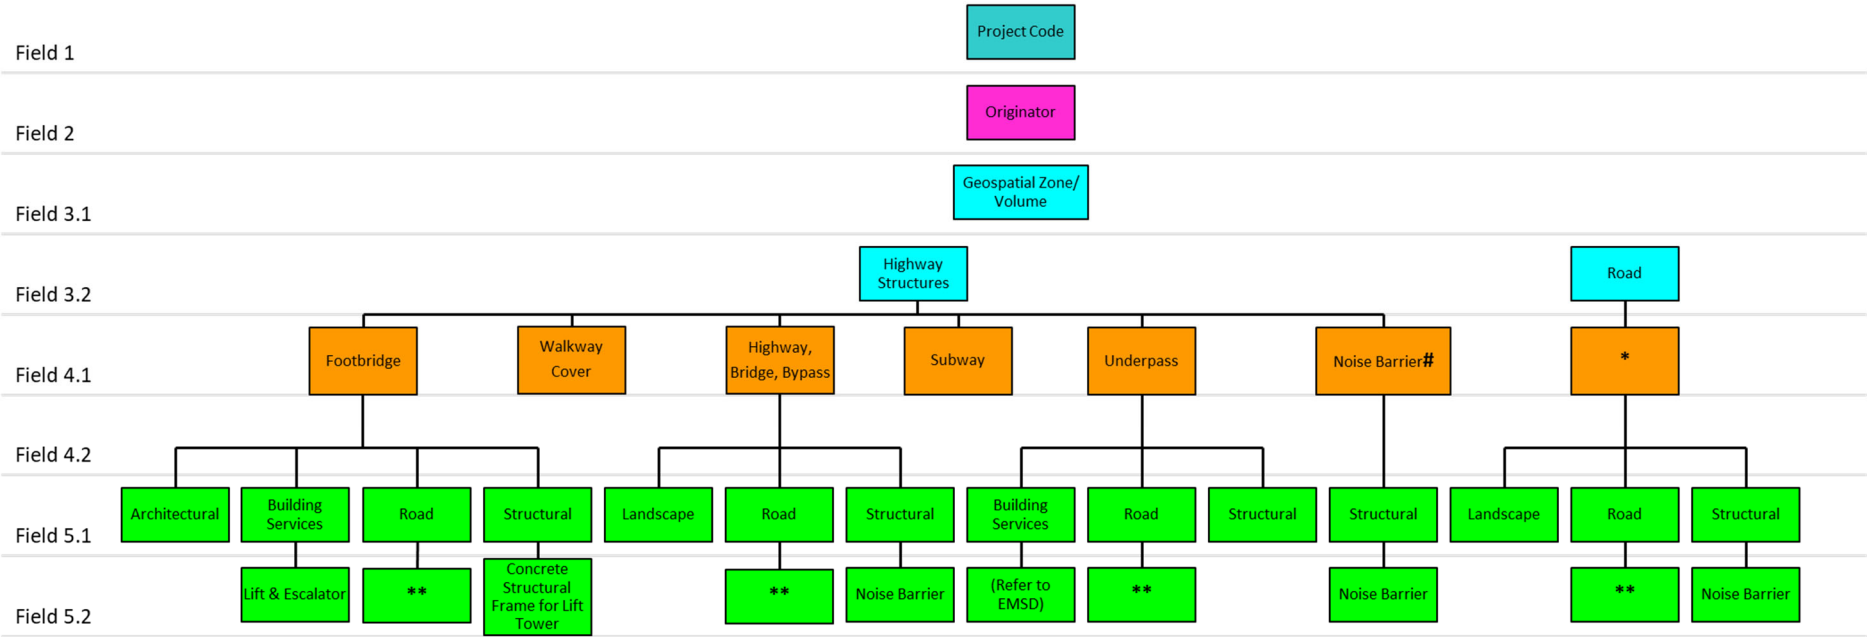 Field 1
Project Code
Field 2
Originator
Field 3.1
Geospatial Zone/
Volume
Field 3.2
Highway
Structures
Road
Field 4.1
Footbridge
Walkway
Cover
Highway,
Bridge, Bypass
Subway
Underpass
Noise Barrier#
*
Field 4.2
Field 5.1
Architectural
Building
Services
Road
Structural
Landscape
Road
Structural
Building
Services
Road
Structural
Structural
Landscape
Road
Structural
Field 5.2
Lift & Escalator
**
Concrete
Structural
Frame for Lift
Tower
**
Noise Barrier
(Refer to
EMSD)
**
Noise Barrier
**
Noise Barrier